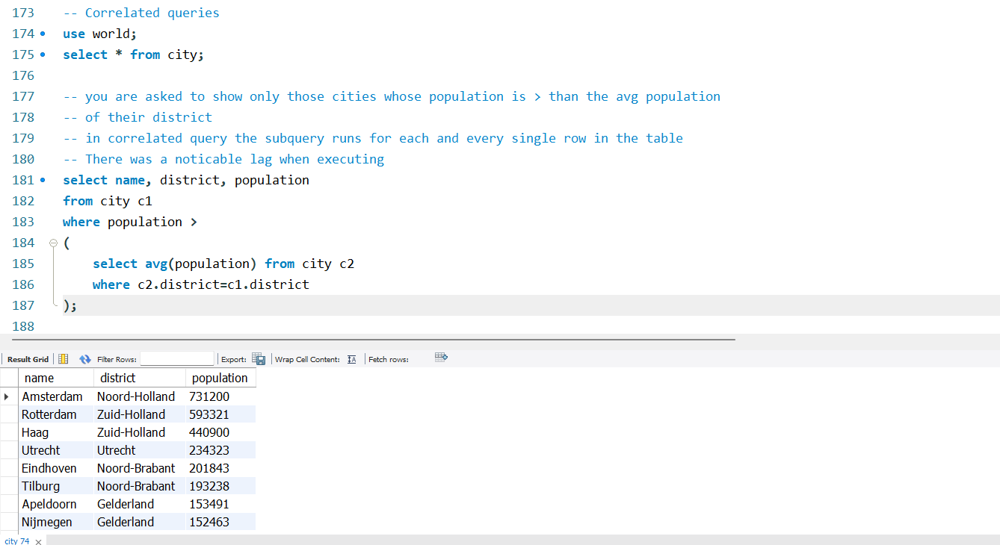 173 -- Correlated queries
174 use world;
175 select * from city;
176
177 -- you are asked to show only those cities whose population is > than the avg population
178 -- of their district
179 -- in correlated query the subquery runs for each and every single row in the table
180 -- There was a noticable lag when executing
181 select name, district, population
182 from city c1
183 where population >
184 (
185 select avg(population) from city c2
186 where c2.district=c1.district
187 );
188
Result Grid Filter Rows: Export: Wrap Cell Content: IA Fetch rows:
name district population
Amsterdam Noord-Holland 731200
Rotterdam Zuid-Holland 593321
Haag Zuid-Holland 440900
Utrecht Utrecht 234323
Eindhoven Noord-Brabant 201843
Tilburg Noord-Brabant 193238
Apeldoorn Gelderland 153491
Nijmegen Gelderland 152463
city 74 ×